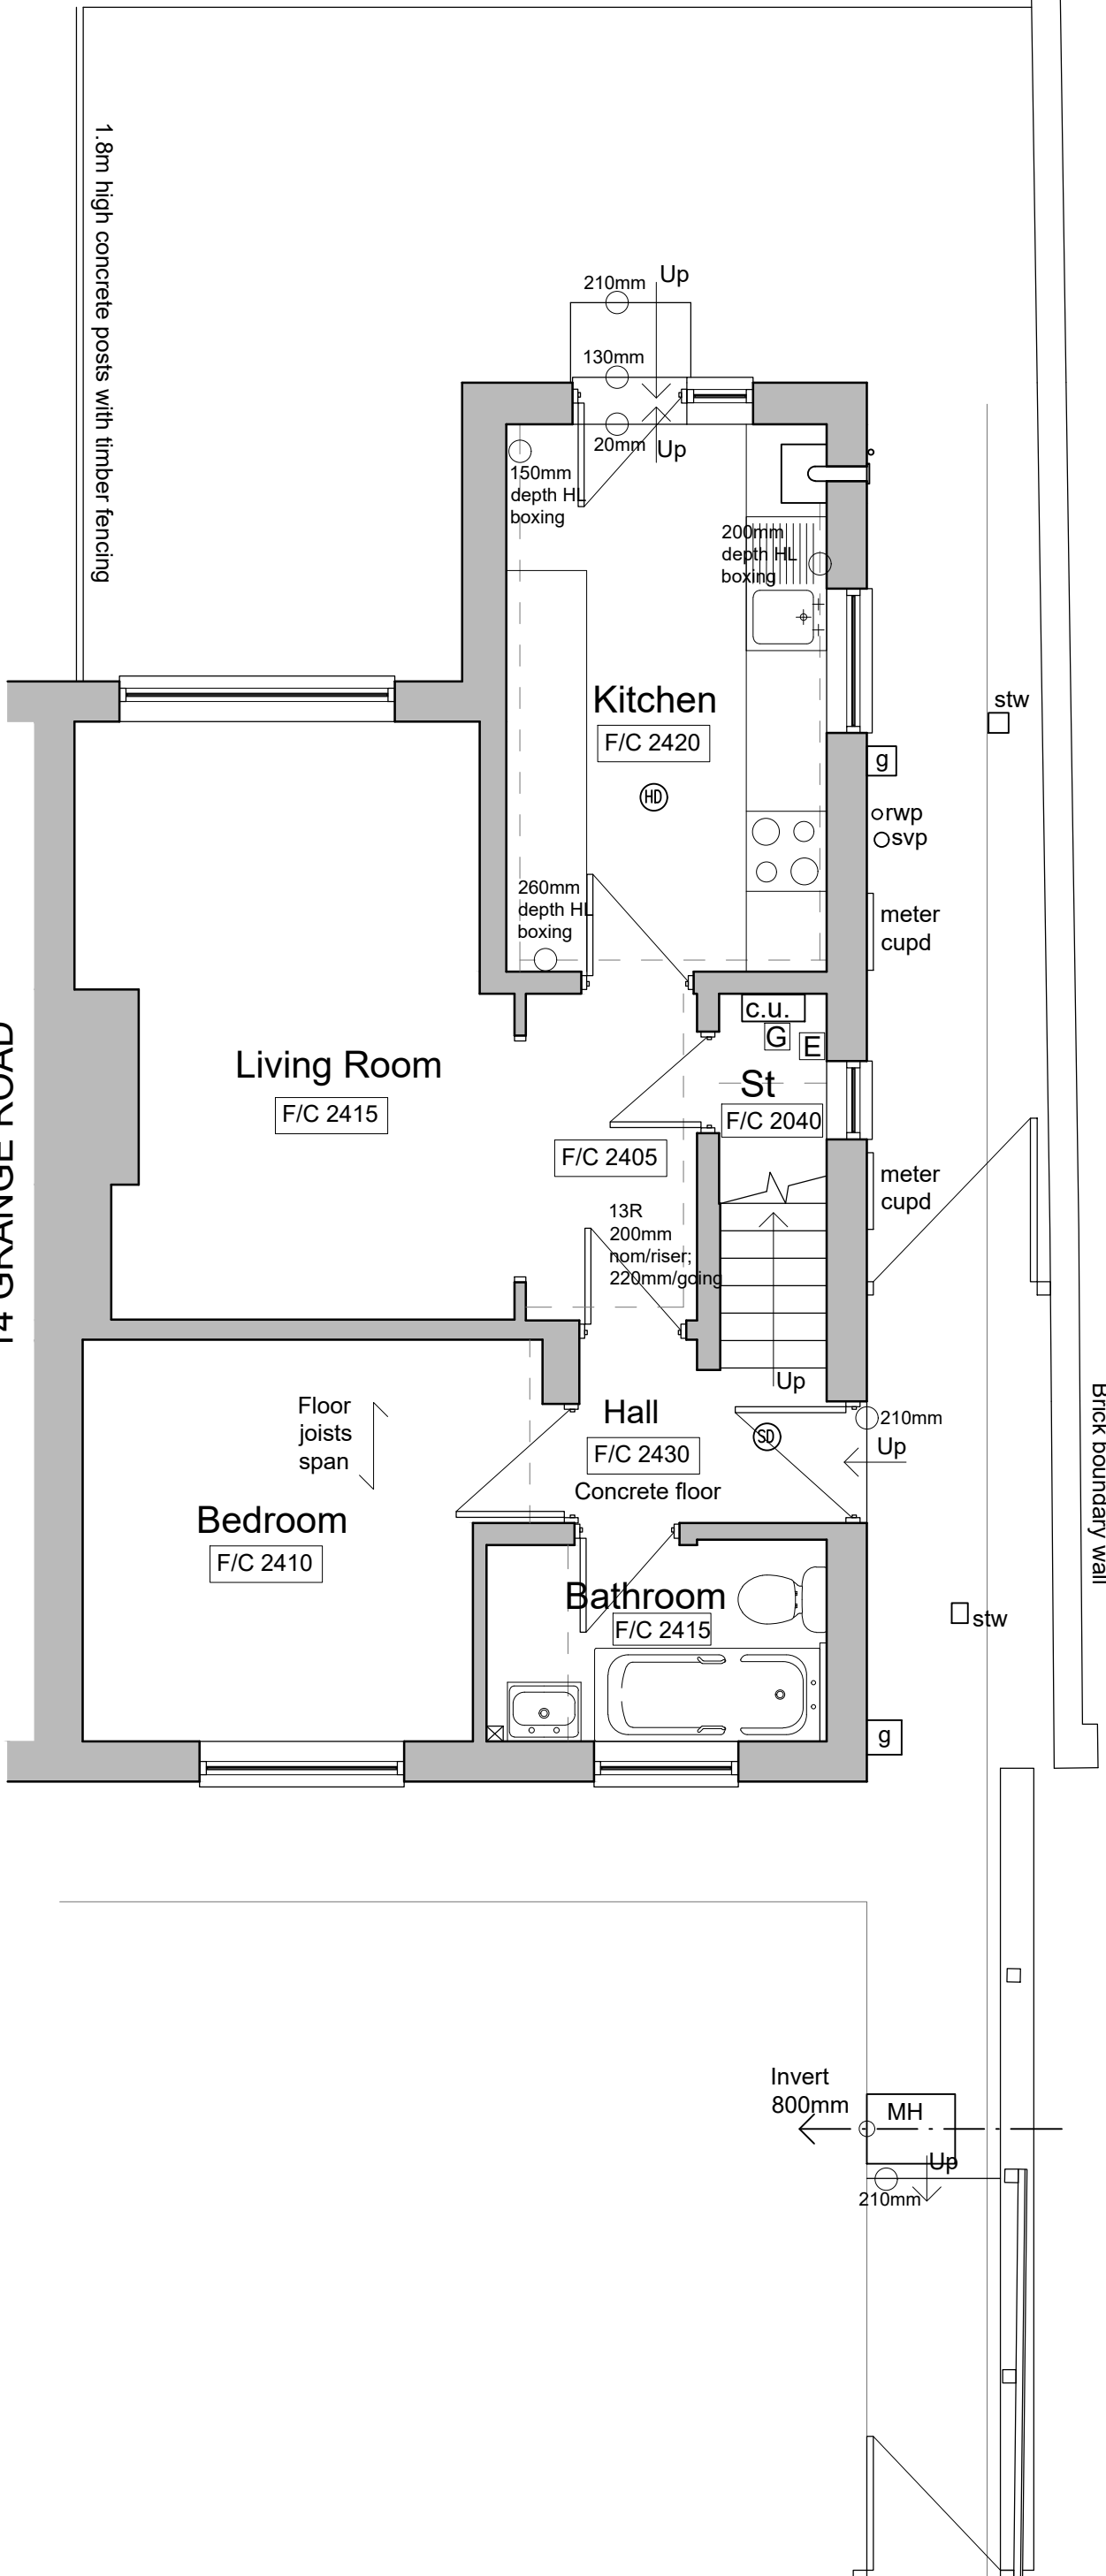 1.8m high concrete posts with timber fencing
210mm
Up
130mm
20mm
Up
150mm
depth HL
boxing
200mm
depth HL
boxing
Kitchen
F/C 2420
HD
stw
g
rwp
svp
260mm
depth HL
boxing
meter
cupd
c.u.
G
E
Living Room
F/C 2415
St
F/C 2040
F/C 2405
14 GRANGE ROAD
meter
cupd
13R
200mm
nom/riser;
220mm/going
Up
Floor
joists
span
Hall
F/C 2430
Concrete floor
SD
210mm
Up
Brick boundary wall
Bedroom
F/C 2410
Bathroom
F/C 2415
stw
g
Invert
800mm
MH
Up
210mm